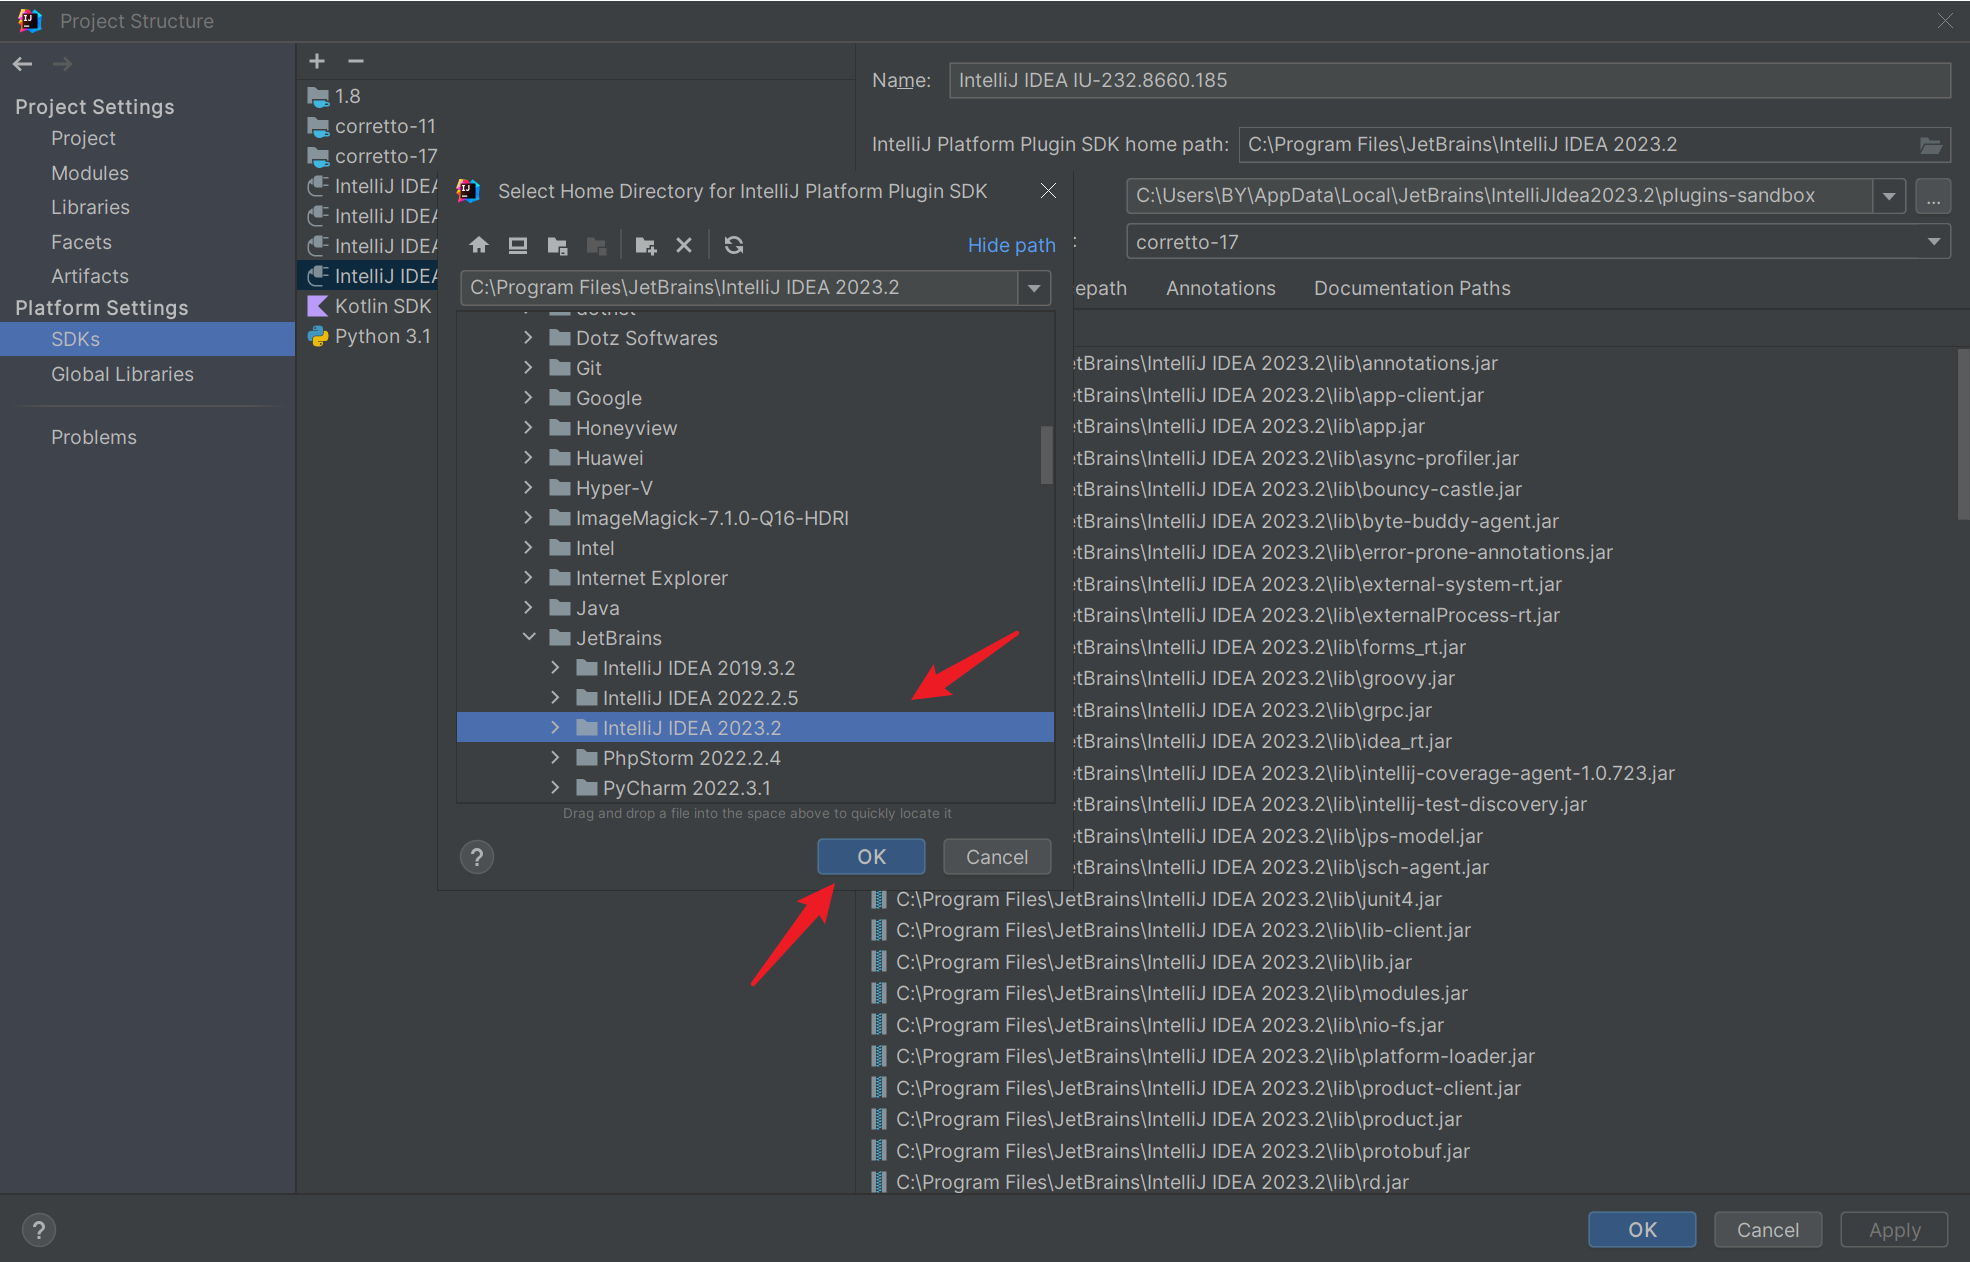 Project Structure
Project Settings
Project
Modules
Libraries
Facets
Artifacts
Platform Settings
SDKs
Global Libraries
Problems
1.8
corretto-11
corretto-17
IntelliJ IDEA
IntelliJ IDEA
IntelliJ IDEA
IntelliJ IDEA
Kotlin SDK
Python 3.1
Name: IntelliJ IDEA IU-232.8660.185
IntelliJ Platform Plugin SDK home path: C:\Program Files\JetBrains\IntelliJ IDEA 2023.2
C:\Users\BY\AppData\Local\JetBrains\IntelliJIdea2023.2\plugins-sandbox
...
: corretto-17
epath Annotations Documentation Paths
Select Home Directory for IntelliJ Platform Plugin SDK
Hide path
C:\Program Files\JetBrains\IntelliJ IDEA 2023.2
dotnet
Dotz Softwares
Git
Google
Honeyview
Huawei
Hyper-V
ImageMagick-7.1.0-Q16-HDRI
Intel
Internet Explorer
Java
JetBrains
IntelliJ IDEA 2019.3.2
IntelliJ IDEA 2022.2.5
IntelliJ IDEA 2023.2
PhpStorm 2022.2.4
PyCharm 2022.3.1
Drag and drop a file into the space above to quickly locate it
?
OK
Cancel
etBrains\IntelliJ IDEA 2023.2\lib\annotations.jar
etBrains\IntelliJ IDEA 2023.2\lib\app-client.jar
etBrains\IntelliJ IDEA 2023.2\lib\app.jar
etBrains\IntelliJ IDEA 2023.2\lib\async-profiler.jar
etBrains\IntelliJ IDEA 2023.2\lib\bouncy-castle.jar
etBrains\IntelliJ IDEA 2023.2\lib\byte-buddy-agent.jar
etBrains\IntelliJ IDEA 2023.2\lib\error-prone-annotations.jar
etBrains\IntelliJ IDEA 2023.2\lib\external-system-rt.jar
etBrains\IntelliJ IDEA 2023.2\lib\externalProcess-rt.jar
etBrains\IntelliJ IDEA 2023.2\lib\forms_rt.jar
etBrains\IntelliJ IDEA 2023.2\lib\groovy.jar
etBrains\IntelliJ IDEA 2023.2\lib\grpc.jar
etBrains\IntelliJ IDEA 2023.2\lib\idea_rt.jar
etBrains\IntelliJ IDEA 2023.2\lib\intellij-coverage-agent-1.0.723.jar
etBrains\IntelliJ IDEA 2023.2\lib\intellij-test-discovery.jar
etBrains\IntelliJ IDEA 2023.2\lib\jps-model.jar
etBrains\IntelliJ IDEA 2023.2\lib\jsch-agent.jar
C:\Program Files\JetBrains\IntelliJ IDEA 2023.2\lib\junit4.jar
C:\Program Files\JetBrains\IntelliJ IDEA 2023.2\lib\lib-client.jar
C:\Program Files\JetBrains\IntelliJ IDEA 2023.2\lib\lib.jar
C:\Program Files\JetBrains\IntelliJ IDEA 2023.2\lib\modules.jar
C:\Program Files\JetBrains\IntelliJ IDEA 2023.2\lib\nio-fs.jar
C:\Program Files\JetBrains\IntelliJ IDEA 2023.2\lib\platform-loader.jar
C:\Program Files\JetBrains\IntelliJ IDEA 2023.2\lib\product-client.jar
C:\Program Files\JetBrains\IntelliJ IDEA 2023.2\lib\product.jar
C:\Program Files\JetBrains\IntelliJ IDEA 2023.2\lib\protobuf.jar
C:\Program Files\JetBrains\IntelliJ IDEA 2023.2\lib\rd.jar
?
OK
Cancel
Apply